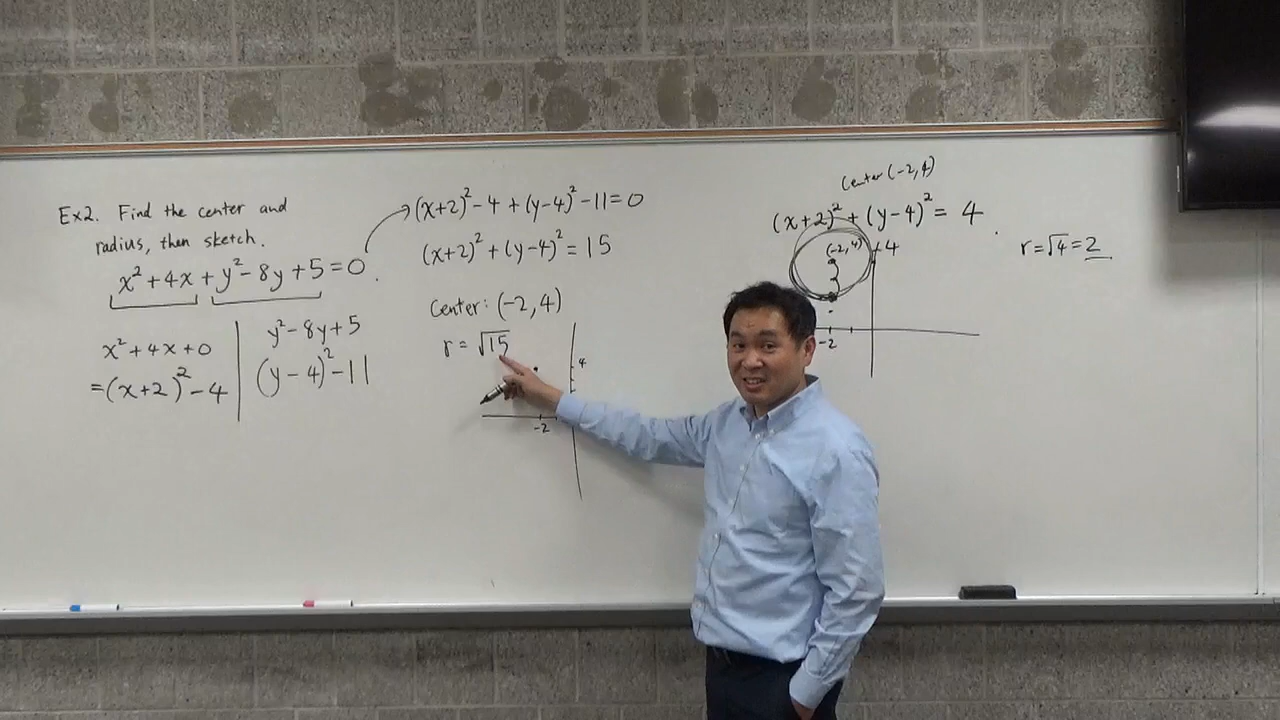 Ex2. Find the center and
radius, then sketch.
x² + 4x + y² - 8y + 5 = 0.
x² + 4x + 0
= (x+2)² - 4
y² - 8y + 5
(y - 4)² - 11
(x+2)² - 4 + (y-4)² - 11 = 0
(x+2)² + (y-4)² = 15
Center: (-2, 4)
r = √15
4
-2
Center (-2, 4)
(x+2)² + (y-4)² = 4.
(-2, 4)
4
-2
r = √4 = 2